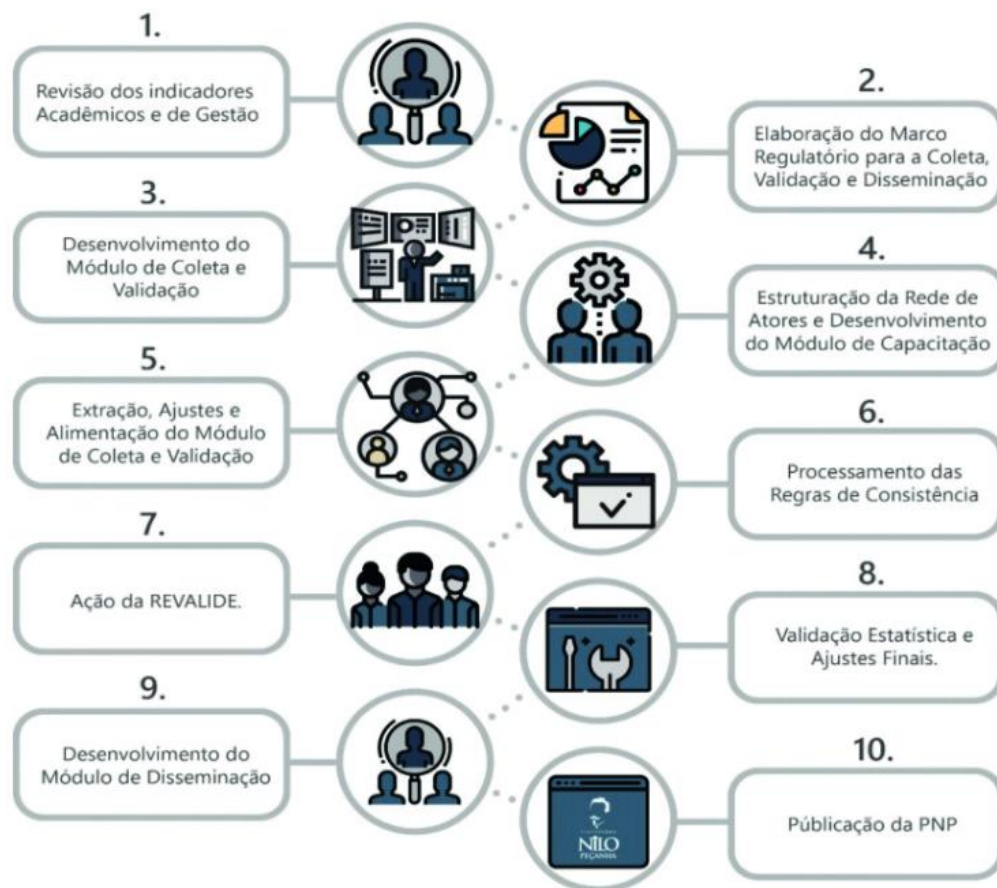 1.
Revisão dos indicadores
Acadêmicos e de Gestão
2.
Elaboração do Marco
Regulatório para a Coleta,
Validação e Disseminação
3.
Desenvolvimento do
Módulo de Coleta e
Validação
4.
Estruturação da Rede de
Atores e Desenvolvimento
do Módulo de Capacitação
5.
Extração, Ajustes e
Alimentação do Módulo
de Coleta e Validação
6.
Processamento das
Regras de Consistência
7.
Ação da REVALIDE.
8.
Validação Estatística e
Ajustes Finais.
9.
Desenvolvimento do
Módulo de Disseminação
10.
Públicação da PNP
NILO
PEÇANHA